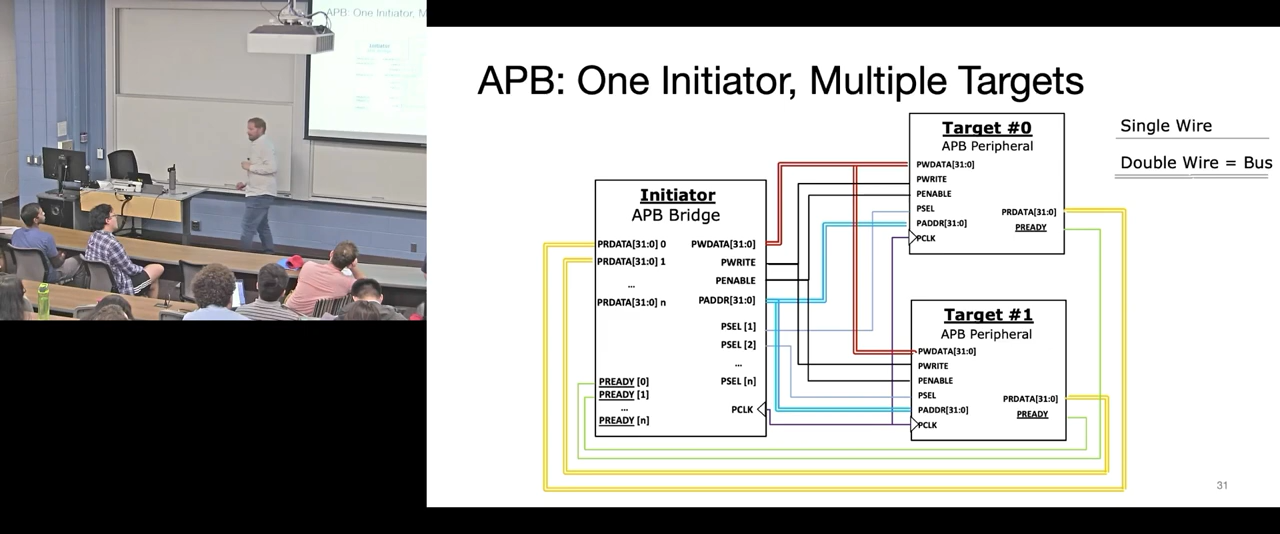 APB: One Initiator, M
Initiator
APB: One Initiator, Multiple Targets
Single Wire
Double Wire = Bus
Target #0
APB Peripheral
PWDATA[31:0]
PWRITE
PENABLE
PSEL
PADDR[31:0]
PCLK
PRDATA[31:0]
PREADY
Initiator
APB Bridge
PRDATA[31:0] 0
PRDATA[31:0] 1
...
PRDATA[31:0] n
PREADY [0]
PREADY [1]
...
PREADY [n]
PWDATA[31:0]
PWRITE
PENABLE
PADDR[31:0]
PSEL [1]
PSEL [2]
...
PSEL [n]
PCLK
Target #1
APB Peripheral
PWDATA[31:0]
PWRITE
PENABLE
PSEL
PADDR[31:0]
PCLK
PRDATA[31:0]
PREADY
31